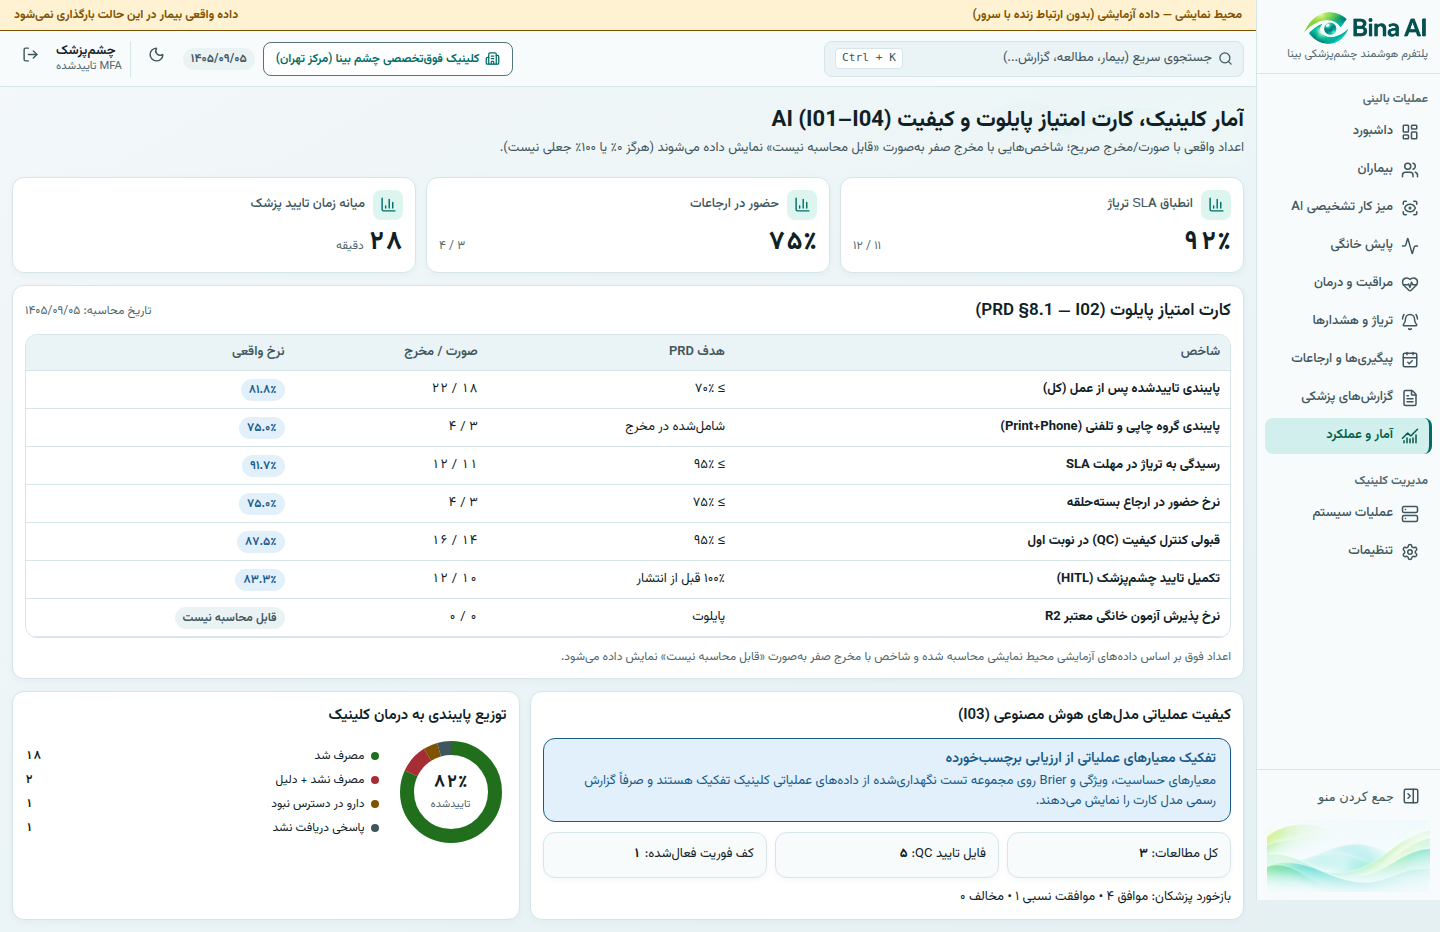 محیط نمایشی — داده آزمایشی (بدون ارتباط زنده با سرور)
داده واقعی بیمار در این حالت بارگذاری نمی‌شود
Bina AI
پلتفرم هوشمند چشم‌پزشکی بینا
جستجوی سریع (بیمار، مطالعه، گزارش...)
Ctrl + K
کلینیک فوق‌تخصصی چشم بینا (مرکز تهران)
۱۴۰۵/۰۹/۰۵
چشم‌پزشک
MFA تاییدشده
عملیات بالینی
داشبورد
بیماران
میز کار تشخیصی AI
پایش خانگی
مراقبت و درمان
تریاژ و هشدارها
پیگیری‌ها و ارجاعات
گزارش‌های پزشکی
آمار و عملکرد
مدیریت کلینیک
عملیات سیستم
تنظیمات
جمع کردن منو
آمار کلینیک، کارت امتیاز پایلوت و کیفیت AI (I01–I04)
اعداد واقعی با صورت/مخرج صریح؛ شاخص‌هایی با مخرج صفر به‌صورت «قابل محاسبه نیست» نمایش داده می‌شوند (هرگز ۰٪ یا ۱۰۰٪ جعلی نیست).
انطباق SLA تریاژ
۹۲٪
۱۱ / ۱۲
حضور در ارجاعات
۷۵٪
۳ / ۴
میانه زمان تایید پزشک
۲۸ دقیقه
کارت امتیاز پایلوت (PRD §8.1 — I02)
تاریخ محاسبه: ۱۴۰۵/۰۹/۰۵
شاخص	هدف PRD	صورت / مخرج	نرخ واقعی
پایبندی تاییدشده پس از عمل (کل)	≥ ۷۰٪	۱۸ / ۲۲	۸۱.۸٪
پایبندی گروه چاپی و تلفنی (Print+Phone)	شامل‌شده در مخرج	۳ / ۴	۷۵.۰٪
رسیدگی به تریاژ در مهلت SLA	≥ ۹۵٪	۱۱ / ۱۲	۹۱.۷٪
نرخ حضور در ارجاع بسته‌حلقه	≥ ۷۵٪	۳ / ۴	۷۵.۰٪
قبولی کنترل کیفیت (QC) در نوبت اول	≥ ۹۵٪	۱۴ / ۱۶	۸۷.۵٪
تکمیل تایید چشم‌پزشک (HITL)	۱۰۰٪ قبل از انتشار	۱۰ / ۱۲	۸۳.۳٪
نرخ پذیرش آزمون خانگی معتبر R2	پایلوت	۰ / ۰	قابل محاسبه نیست
اعداد فوق بر اساس داده‌های آزمایشی محیط نمایشی محاسبه شده و شاخص با مخرج صفر به‌صورت «قابل محاسبه نیست» نمایش داده می‌شود.
کیفیت عملیاتی مدل‌های هوش مصنوعی (I03)
تفکیک معیارهای عملیاتی از ارزیابی برچسب‌خورده
معیارهای حساسیت، ویژگی و Brier روی مجموعه تست نگهداری‌شده از داده‌های عملیاتی کلینیک تفکیک هستند و صرفاً گزارش
رسمی مدل کارت را نمایش می‌دهند.
کل مطالعات: ۳
فایل تایید QC: ۵
کف فوریت فعال‌شده: ۱
بازخورد پزشکان: موافق ۴ • موافقت نسبی ۱ • مخالف ۰
توزیع پایبندی به درمان کلینیک
۸۲٪
تاییدشده
مصرف شد	۱۸
مصرف نشد + دلیل	۲
دارو در دسترس نبود	۱
پاسخی دریافت نشد	۱